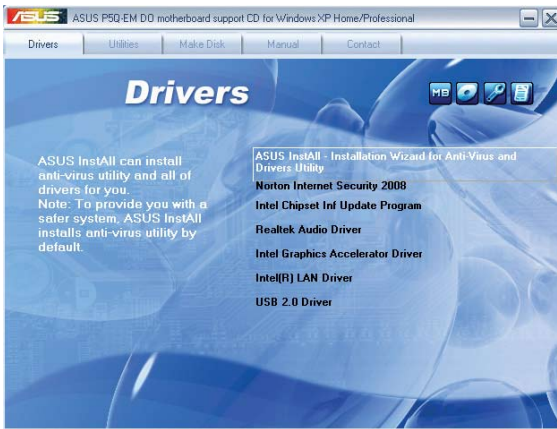 ASUS ASUS P5Q-EM DO motherboard support CD for Windows XP Home/Professional
Drivers Utilities Make Disk Manual Contact
Drivers
MB
ASUS InstAll can install
anti-virus utility and all of
drivers for you.
Note: To provide you with a
safer system, ASUS InstAll
installs anti-virus utility by
default.
ASUS InstAll - Installation Wizard for Anti-Virus and
Drivers Utility
Norton Internet Security 2008
Intel Chipset Inf Update Program
Realtek Audio Driver
Intel Graphics Accelerator Driver
Intel(R) LAN Driver
USB 2.0 Driver